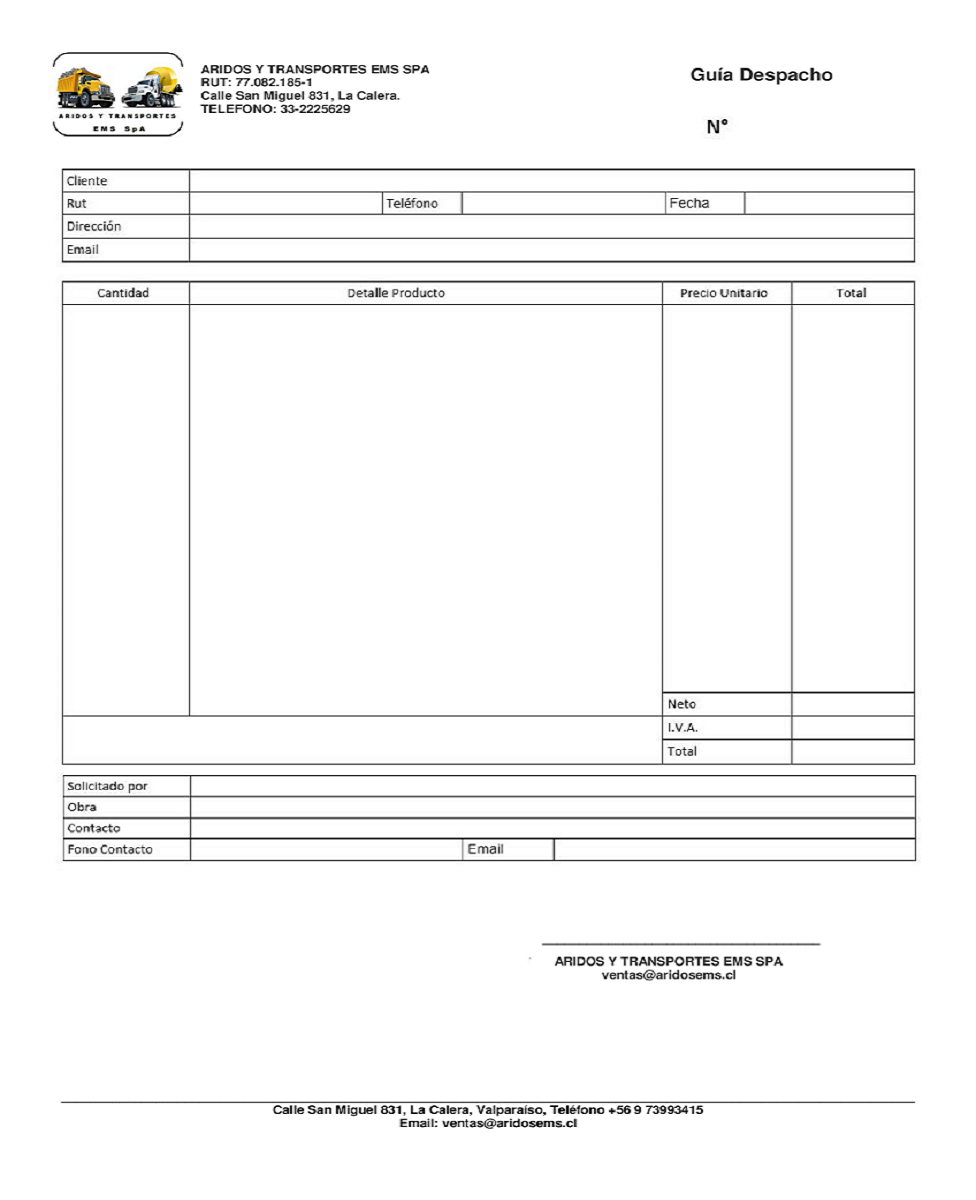 ARIDOS Y TRANSPORTES
EMS SpA
ARIDOS Y TRANSPORTES EMS SPA
RUT: 77.082.185-1
Calle San Miguel 831, La Calera.
TELEFONO: 33-2225629
Guía Despacho
N°
Cliente
Rut Teléfono Fecha
Dirección
Email
Cantidad Detalle Producto Precio Unitario Total
Neto
I.V.A.
Total
Solicitado por
Obra
Contacto
Fono Contacto Email
ARIDOS Y TRANSPORTES EMS SPA
ventas@aridosems.cl
Calle San Miguel 831, La Calera, Valparaíso, Teléfono +56 9 73993415
Email: ventas@aridosems.cl